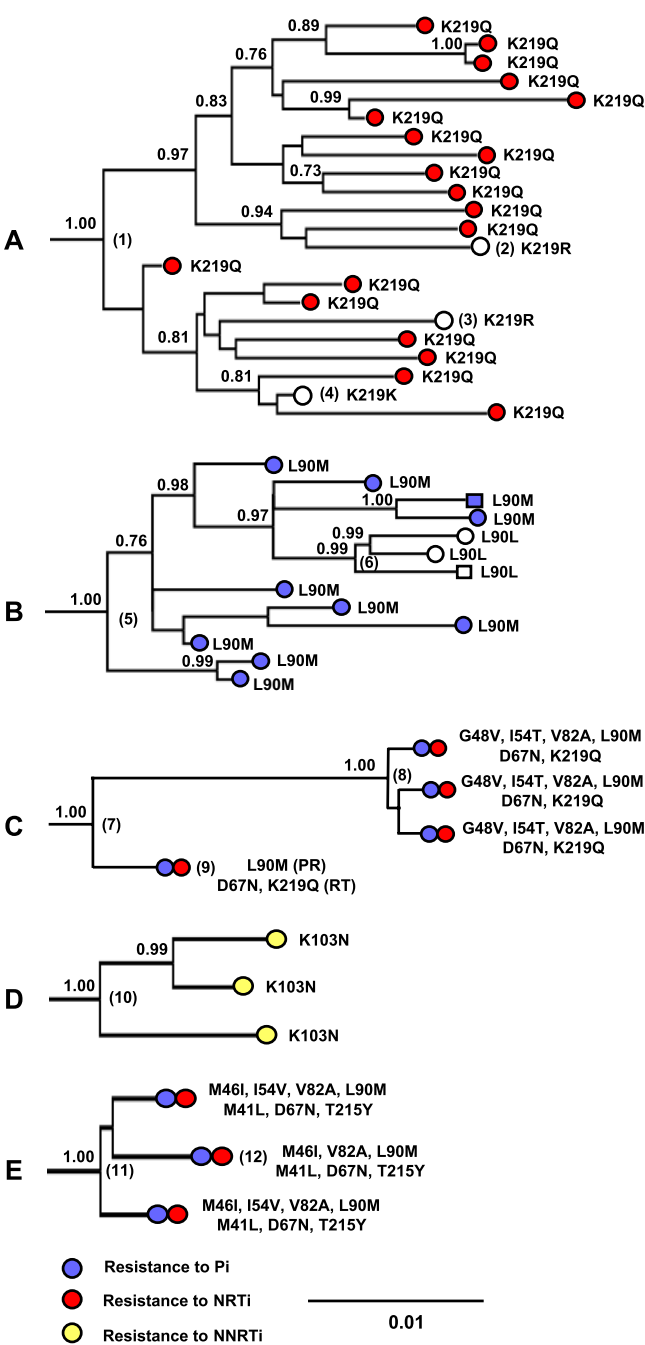 0.89
K219Q
1.00
K219Q
0.76
K219Q
K219Q
0.99
K219Q
0.83
K219Q
K219Q
0.97
K219Q
0.73
K219Q
K219Q
0.94
K219Q
1.00
K219Q
A
(1)
(2) K219R
K219Q
K219Q
K219Q
(3) K219R
0.81
K219Q
K219Q
0.81
K219Q
(4) K219K
K219Q
L90M
0.98
L90M
1.00
L90M
0.97
L90M
0.99
L90L
0.76
0.99
L90L
(6)
L90L
L90M
1.00
L90M
B
(5)
L90M
L90M
0.99
L90M
L90M
G48V, I54T, V82A, L90M
D67N, K219Q
1.00
(8)
G48V, I54T, V82A, L90M
D67N, K219Q
1.00
C
(7)
G48V, I54T, V82A, L90M
D67N, K219Q
(9)
L90M (PR)
D67N, K219Q (RT)
K103N
0.99
1.00
K103N
D
(10)
K103N
M46I, I54V, V82A, L90M
M41L, D67N, T215Y
1.00
(12)
M46I, V82A, L90M
M41L, D67N, T215Y
E
(11)
M46I, I54V, V82A, L90M
M41L, D67N, T215Y
Resistance to Pi
Resistance to NRTi
Resistance to NNRTi
0.01